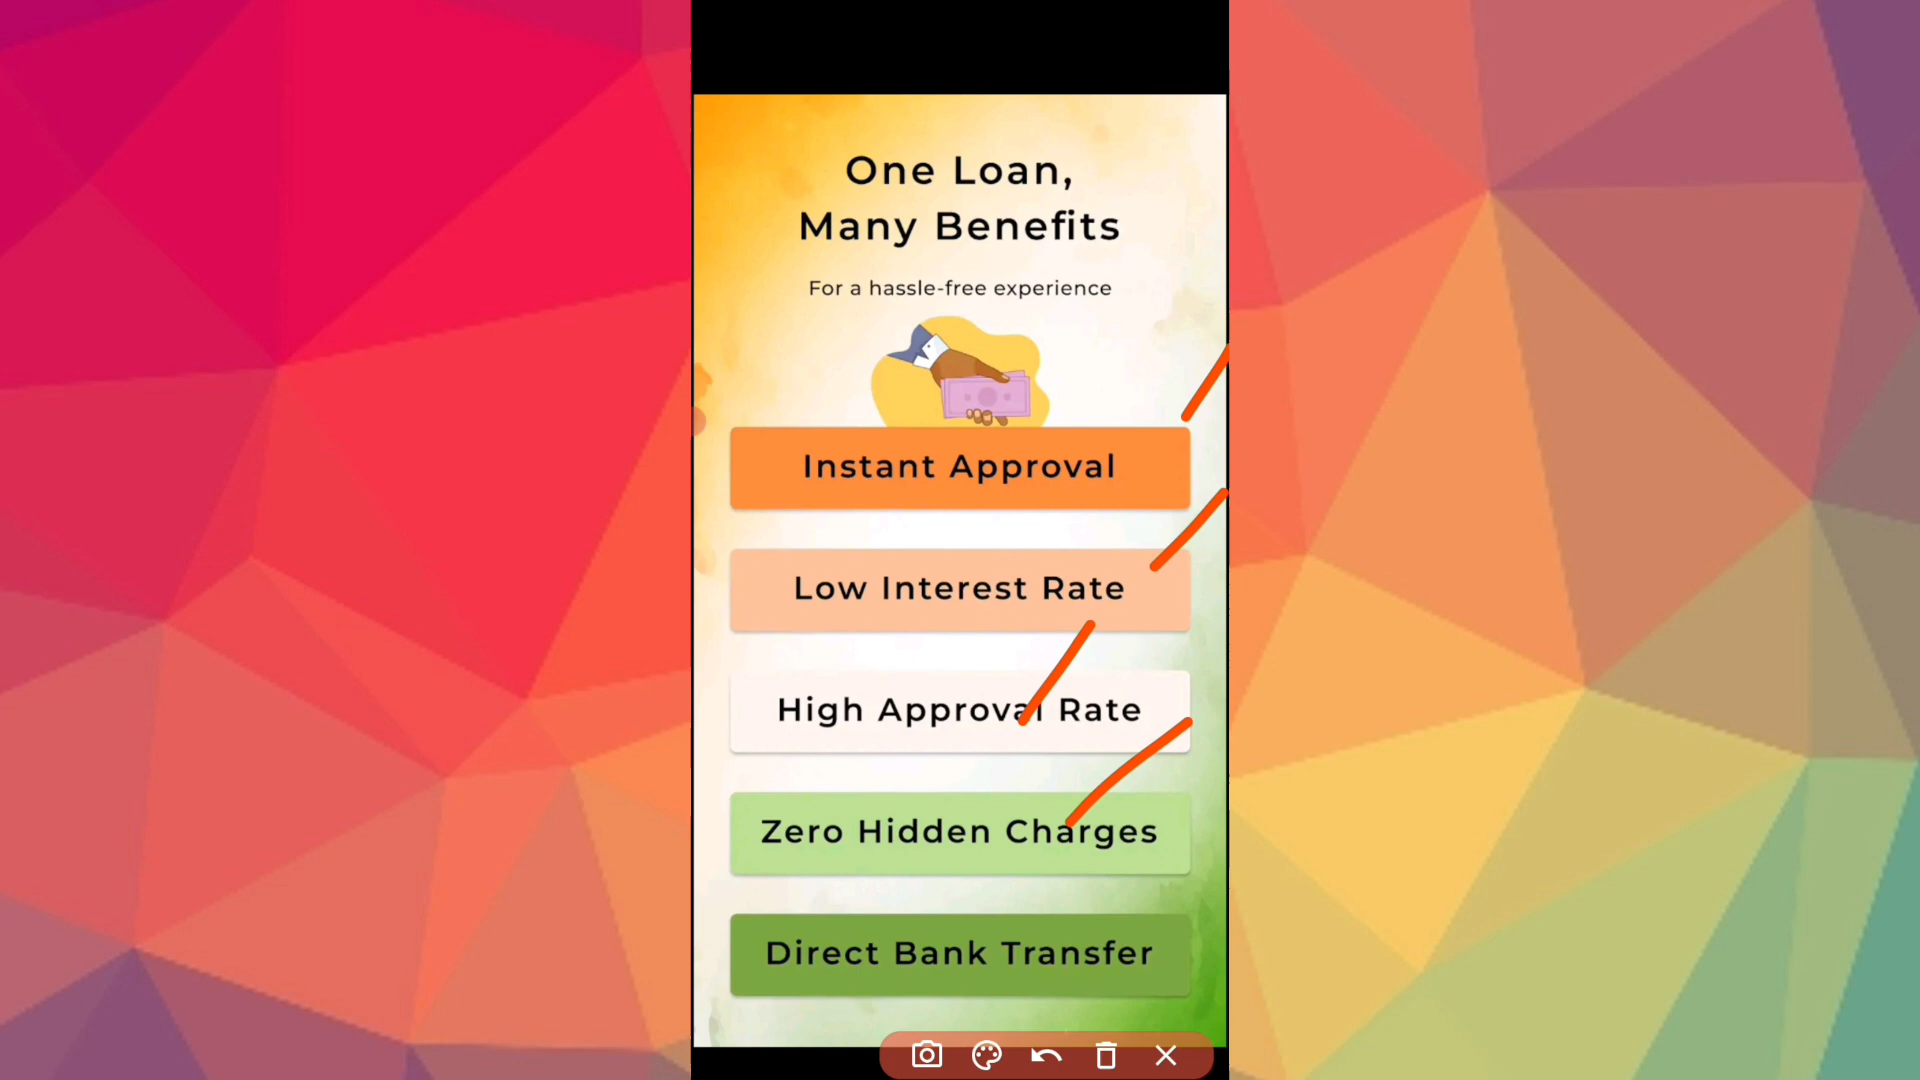 One Loan,
Many Benefits
For a hassle-free experience
Instant Approval
Low Interest Rate
High Approval Rate
Zero Hidden Charges
Direct Bank Transfer